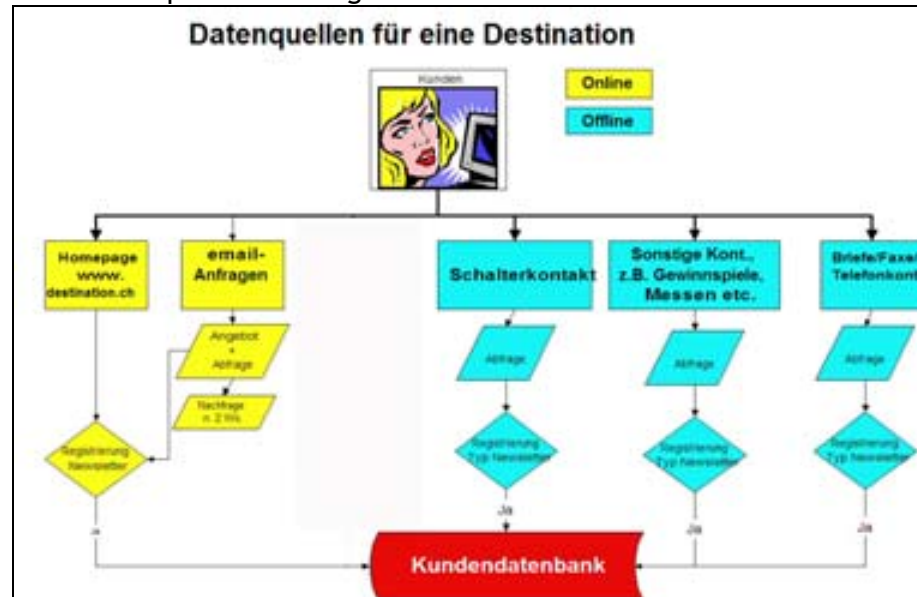 Datenquellen für eine Destination
Kunden
Online
Offline
Homepage
www.
destination.ch
email-
Anfragen
Schalterkontakt
Sonstige Kont.,
z.B. Gewinnspiele,
Messen etc.
Briefe/Faxe/
Telefonkont
Angebot
+
Abfrage
Abfrage
Abfrage
Abfrage
Nachfrage
n. 2 Wo.
Registrierung
Newsletter
Registrierung
Typ Newsletter
Registrierung
Typ Newsletter
Registrierung
Typ Newsletter
Ja
Ja
Ja
Kundendatenbank